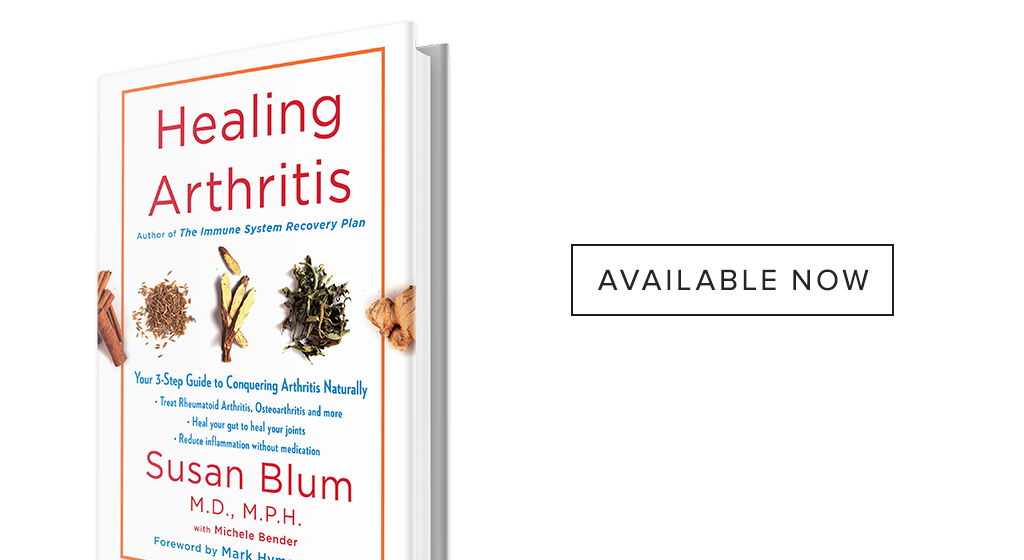 Healing
Arthritis
Author of The Immune System Recovery Plan
Your 3-Step Guide to Conquering Arthritis Naturally
• Treat Rheumatoid Arthritis, Osteoarthritis and more
• Heal your gut to heal your joints
• Reduce inflammation without medication
Susan Blum
M.D., M.P.H.
with Michele Bender
Foreword by Mark
AVAILABLE NOW